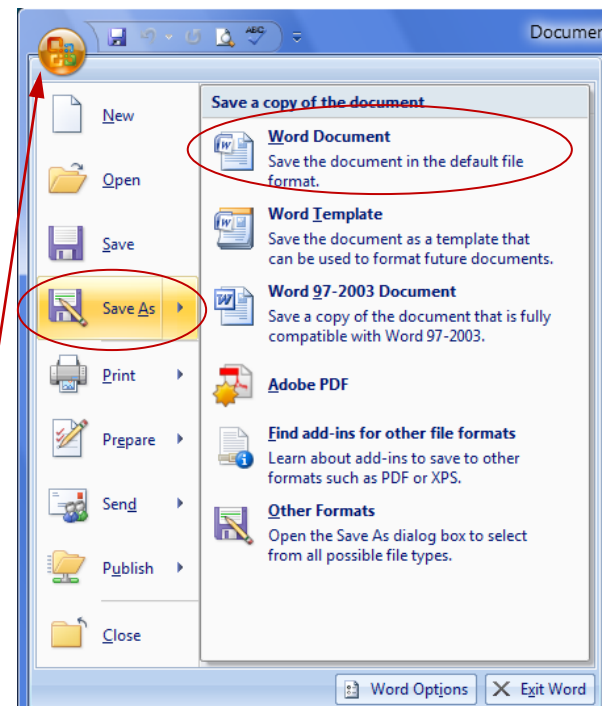 Documen
New
Open
Save
Save As
Print
Prepare
Send
Publish
Close
Save a copy of the document
Word Document
Save the document in the default file
format.
Word Template
Save the document as a template that
can be used to format future documents.
Word 97-2003 Document
Save a copy of the document that is fully
compatible with Word 97-2003.
Adobe PDF
Find add-ins for other file formats
Learn about add-ins to save to other
formats such as PDF or XPS.
Other Formats
Open the Save As dialog box to select
from all possible file types.
Word Options
Exit Word